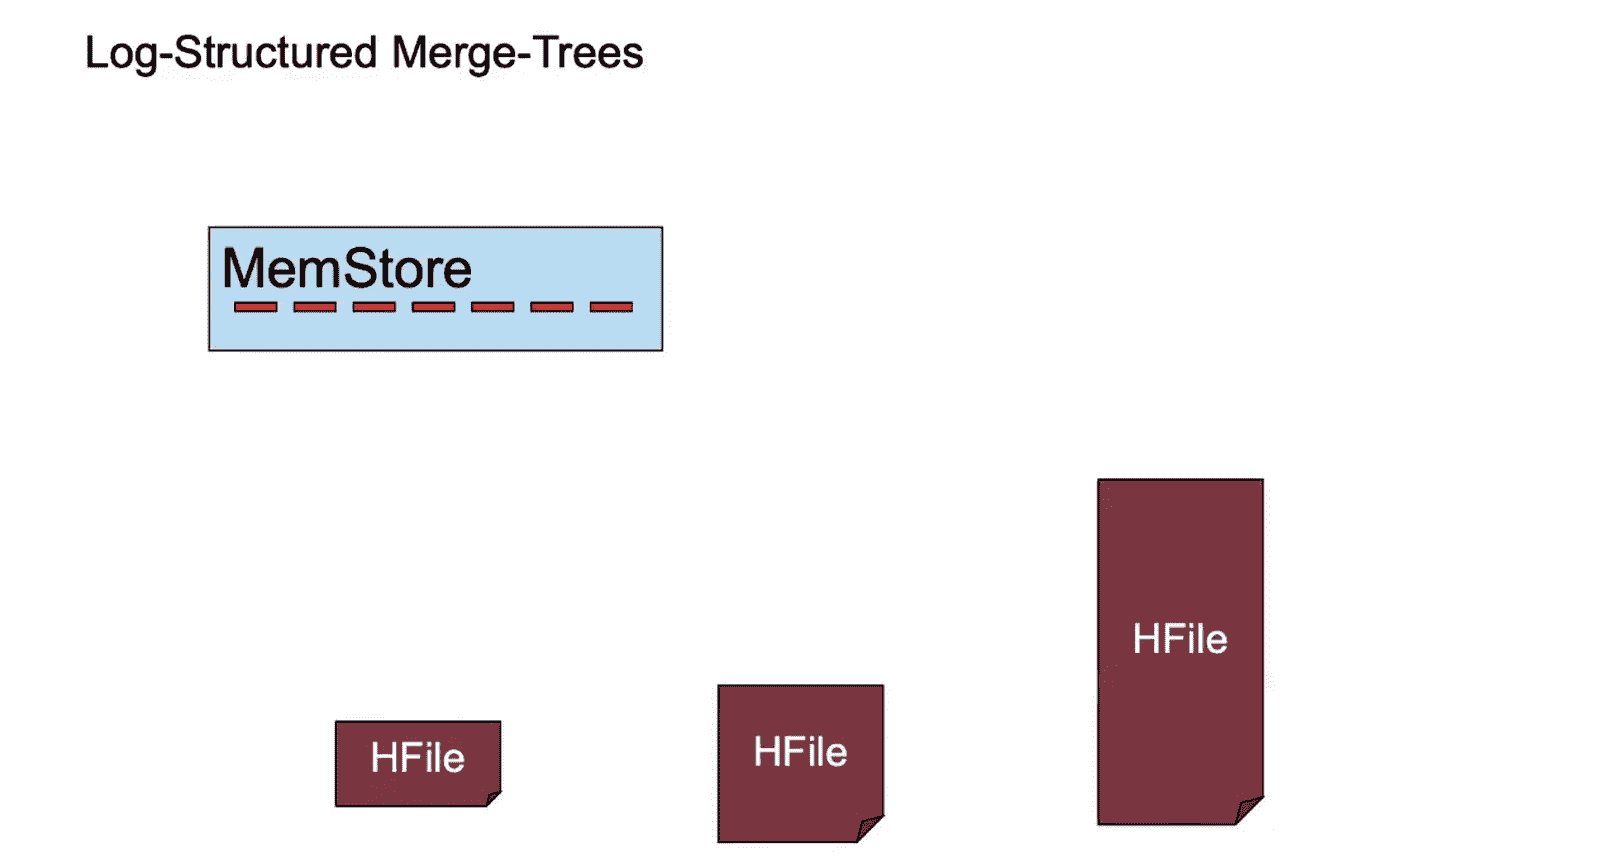 Log-Structured Merge-Trees
MemStore
HFile
HFile
HFile